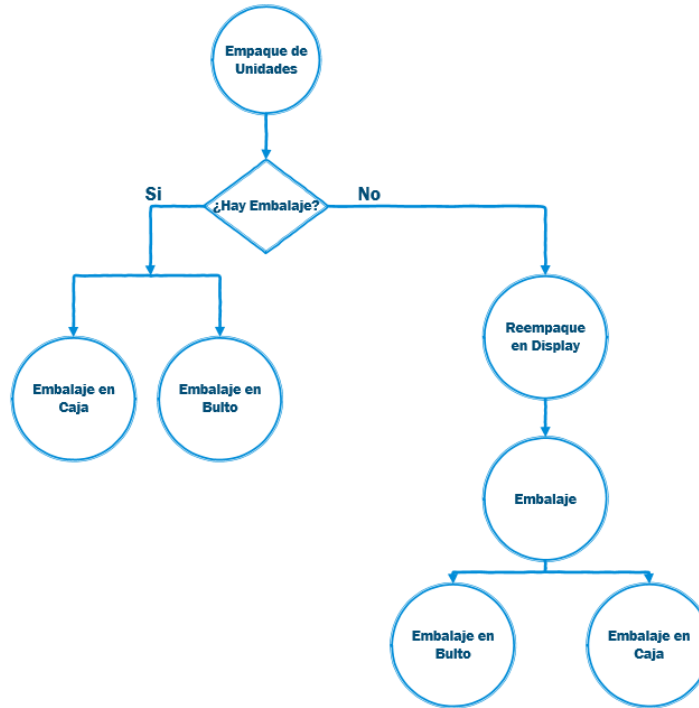 Empaque de
Unidades
¿Hay Embalaje?
Si
No
Embalaje en
Caja
Embalaje en
Bulto
Reempaque
en Display
Embalaje
Embalaje en
Bulto
Embalaje en
Caja